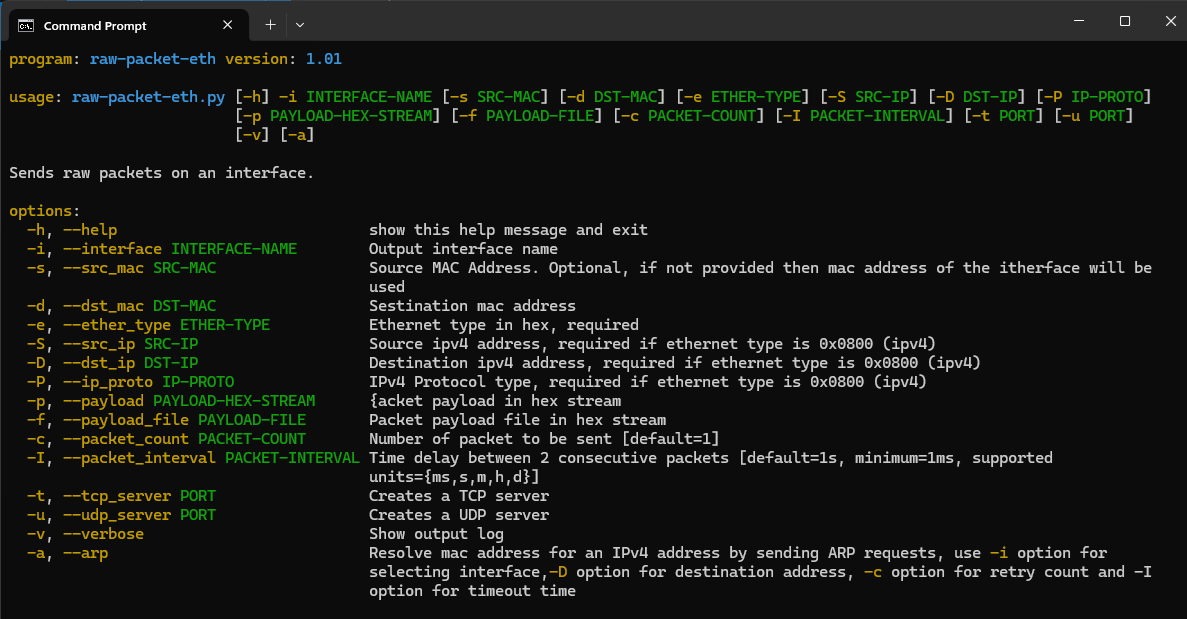 Command Prompt
program: raw-packet-eth version: 1.01
usage: raw-packet-eth.py [-h] -i INTERFACE-NAME [-s SRC-MAC] [-d DST-MAC] [-e ETHER-TYPE] [-S SRC-IP] [-D DST-IP] [-P IP-PROTO]
[-p PAYLOAD-HEX-STREAM] [-f PAYLOAD-FILE] [-c PACKET-COUNT] [-I PACKET-INTERVAL] [-t PORT] [-u PORT]
[-v] [-a]
Sends raw packets on an interface.
options:
-h, --help show this help message and exit
-i, --interface INTERFACE-NAME Output interface name
-s, --src_mac SRC-MAC Source MAC Address. Optional, if not provided then mac address of the itherface will be
used
-d, --dst_mac DST-MAC Sestination mac address
-e, --ether_type ETHER-TYPE Ethernet type in hex, required
-S, --src_ip SRC-IP Source ipv4 address, required if ethernet type is 0x0800 (ipv4)
-D, --dst_ip DST-IP Destination ipv4 address, required if ethernet type is 0x0800 (ipv4)
-P, --ip_proto IP-PROTO IPv4 Protocol type, required if ethernet type is 0x0800 (ipv4)
-p, --payload PAYLOAD-HEX-STREAM {acket payload in hex stream
-f, --payload_file PAYLOAD-FILE Packet payload file in hex stream
-c, --packet_count PACKET-COUNT Number of packet to be sent [default=1]
-I, --packet_interval PACKET-INTERVAL Time delay between 2 consecutive packets [default=1s, minimum=1ms, supported
units={ms,s,m,h,d}]
-t, --tcp_server PORT Creates a TCP server
-u, --udp_server PORT Creates a UDP server
-v, --verbose Show output log
-a, --arp Resolve mac address for an IPv4 address by sending ARP requests, use -i option for
selecting interface,-D option for destination address, -c option for retry count and -I
option for timeout time